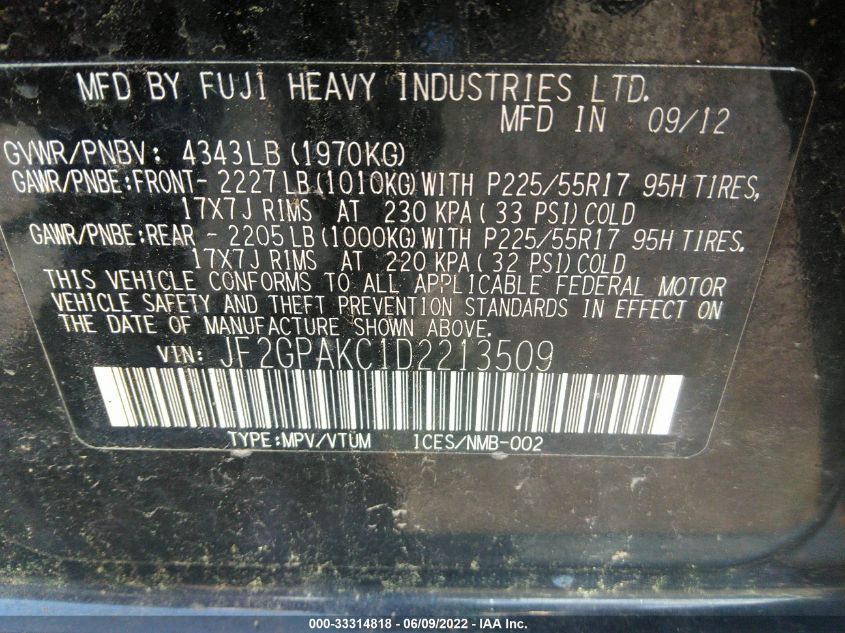 MFD BY FUJI HEAVY INDUSTRIES LTD.
MFD IN 09/12
GVWR/PNBV: 4343LB (1970KG)
GAWR/PNBE:FRONT- 2227LB(1010KG)WITH P225/55R17 95H TIRES,
17X7J RIMS AT 230 KPA( 33 PSI)COLD
GAWR/PNBE:REAR - 2205LB(1000KG)WITH P225/55R17 95H TIRES.
17X7J RIMS AT 220 KPA( 32 PSI)COLD
THIS VEHICLE CONFORMS TO ALL APPLICABLE FEDERAL MOTOR
VEHICLE SAFETY AND THEFT PREVENTION STANDARDS IN EFFECT ON
THE DATE OF MANUFACTURE SHOWN ABOVE.
VIN: JF2GPAKC1D2213509
TYPE:MPV/VTUM ICES/NMB-002
000-33314818 - 06/09/2022 - IAA Inc.